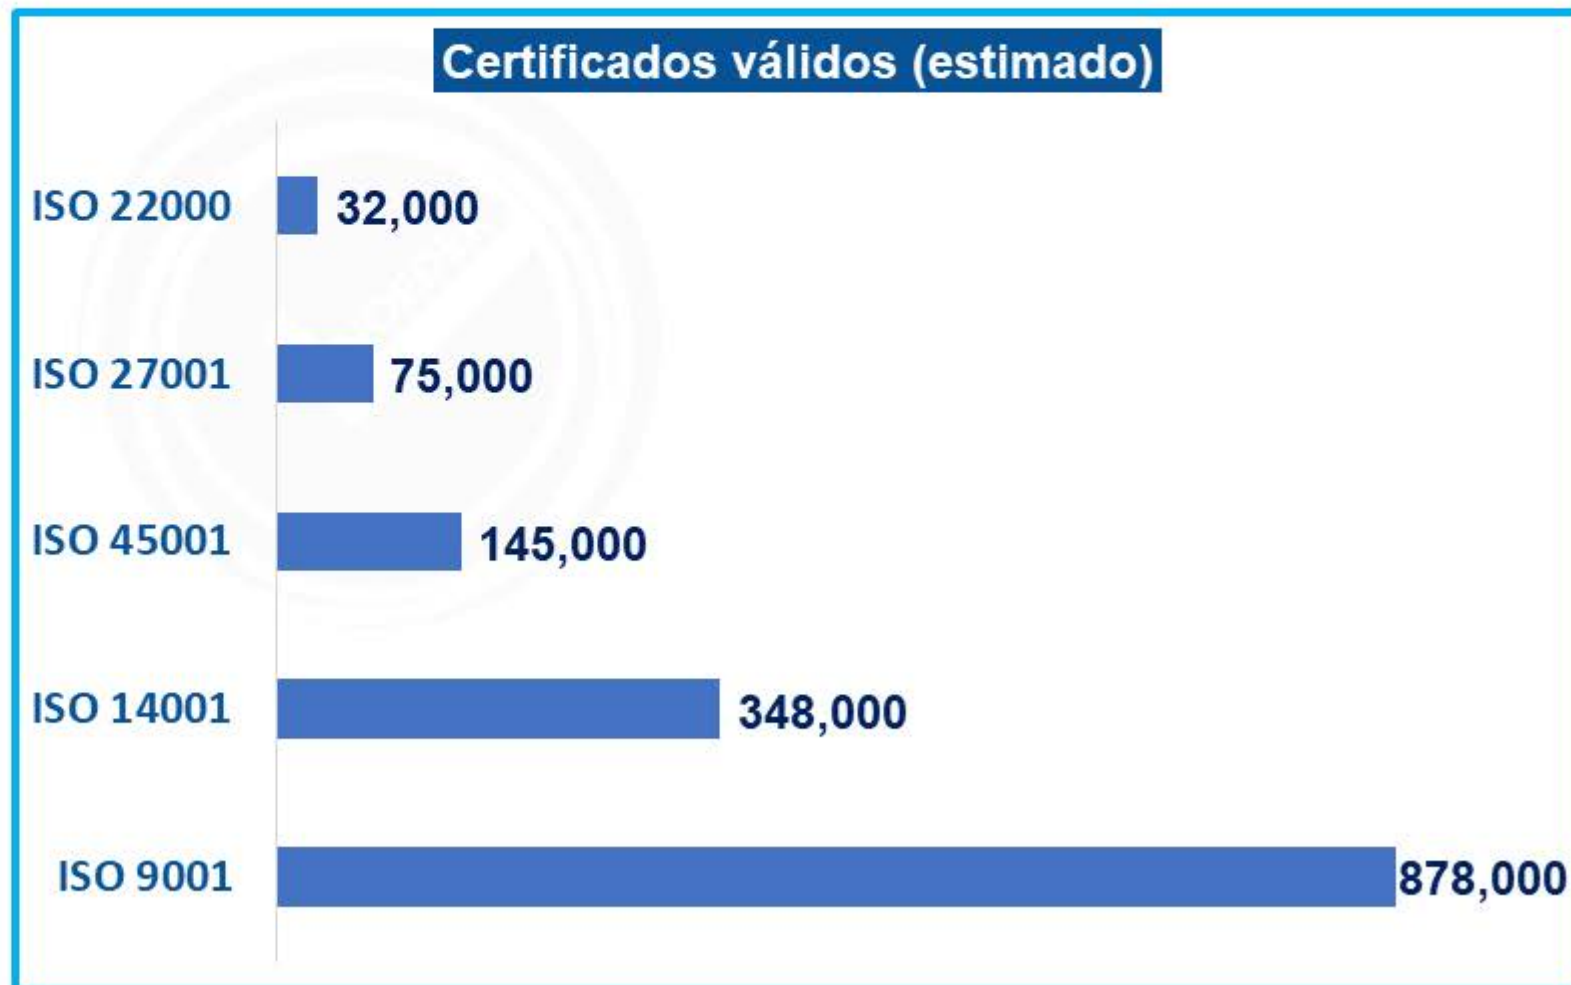 Certificados válidos (estimado)
ISO 22000 32,000
ISO 27001 75,000
ISO 45001 145,000
ISO 14001 348,000
ISO 9001 878,000